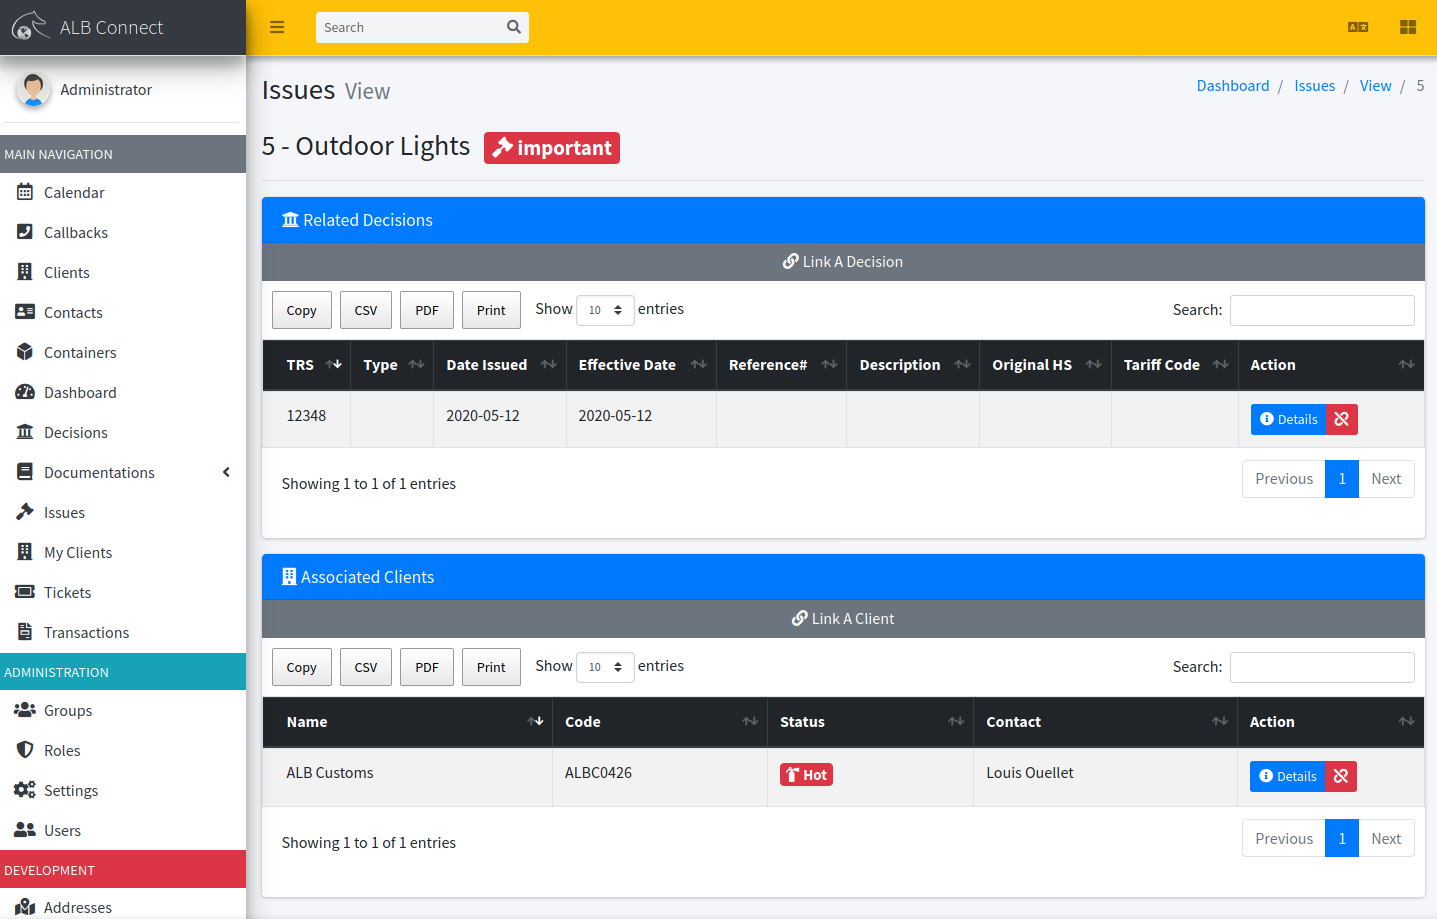 ALB Connect
Search
Administrator
Issues View
Dashboard / Issues / View / 5
5 - Outdoor Lights important
MAIN NAVIGATION
Calendar
Callbacks
Clients
Contacts
Containers
Dashboard
Decisions
Documentations
Issues
My Clients
Tickets
Transactions
ADMINISTRATION
Groups
Roles
Settings
Users
DEVELOPMENT
Addresses
Related Decisions
Link A Decision
Copy CSV PDF Print Show 10 entries Search:
TRS Type Date Issued Effective Date Reference# Description Original HS Tariff Code Action
12348 2020-05-12 2020-05-12 Details
Showing 1 to 1 of 1 entries Previous 1 Next
Associated Clients
Link A Client
Copy CSV PDF Print Show 10 entries Search:
Name Code Status Contact Action
ALB Customs ALBC0426 Hot Louis Ouellet Details
Showing 1 to 1 of 1 entries Previous 1 Next